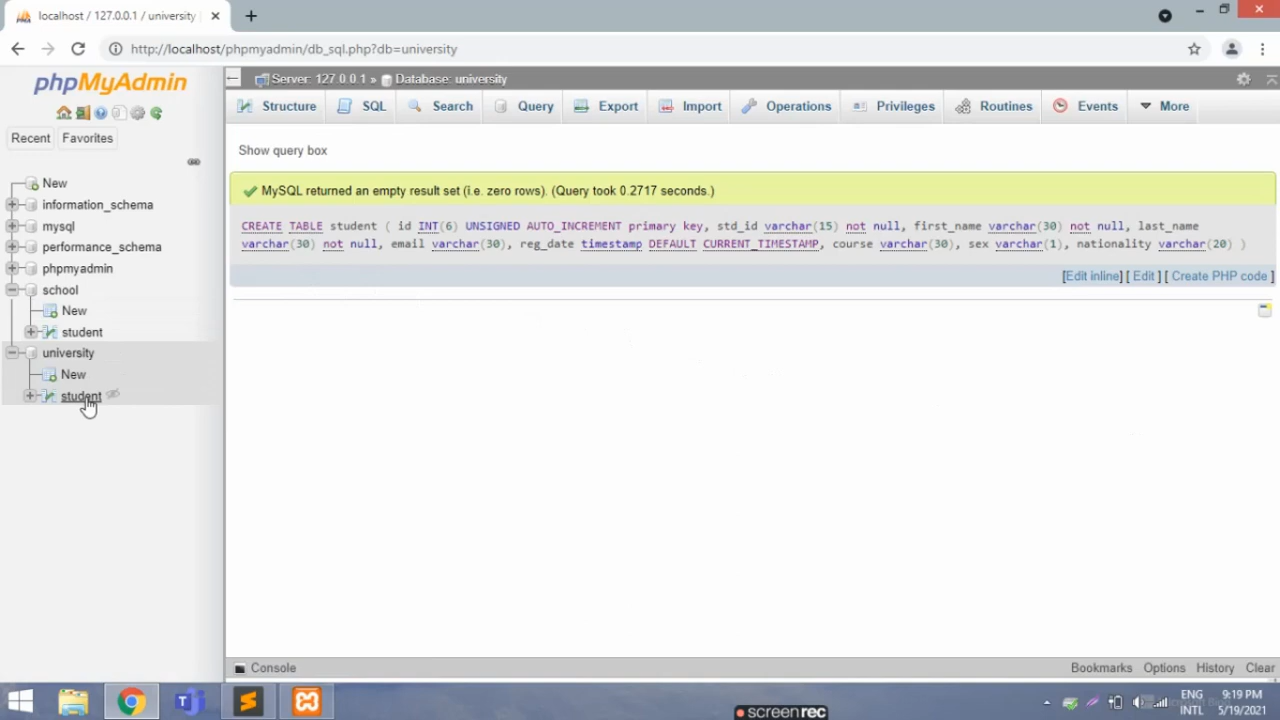 localhost / 127.0.0.1 / university
http://localhost/phpmyadmin/db_sql.php?db=university
phpMyAdmin
Recent Favorites
New
information_schema
mysql
performance_schema
phpmyadmin
school
New
student
university
New
student
Server: 127.0.0.1 » Database: university
Structure SQL Search Query Export Import Operations Privileges Routines Events More
Show query box
MySQL returned an empty result set (i.e. zero rows). (Query took 0.2717 seconds.)
CREATE TABLE student ( id INT(6) UNSIGNED AUTO_INCREMENT primary key, std_id varchar(15) not null, first_name varchar(30) not null, last_name
varchar(30) not null, email varchar(30), reg_date timestamp DEFAULT CURRENT_TIMESTAMP, course varchar(30), sex varchar(1), nationality varchar(20) )
[Edit inline] [ Edit ] [ Create PHP code ]
Console Bookmarks Options History Clear
ENG 9:19 PM
INTL 5/19/2021
screenrec